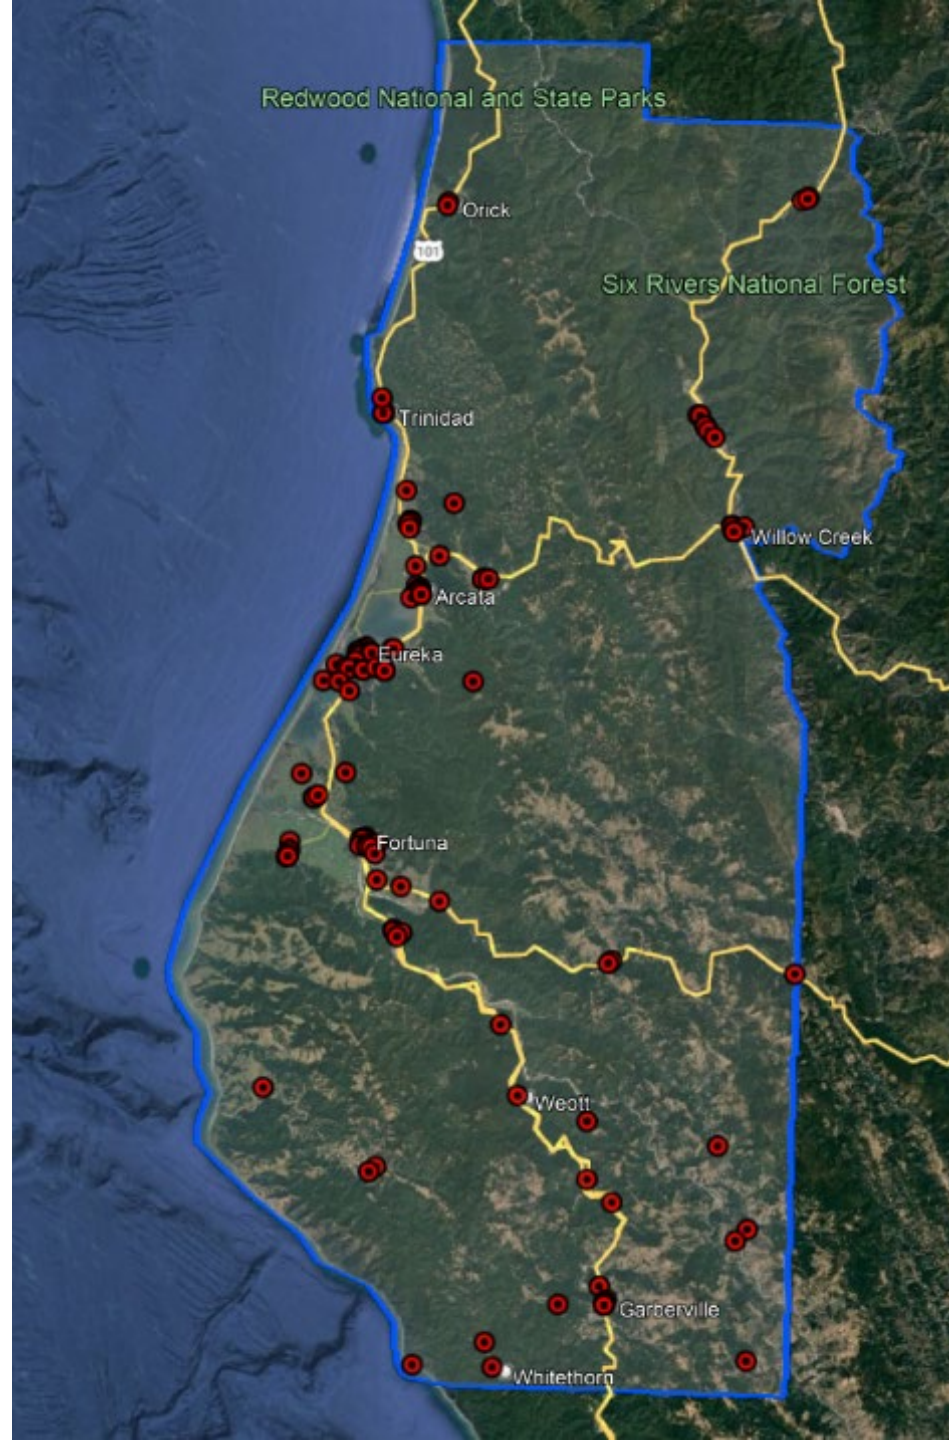 Redwood National and State Parks
Orick
101
Six Rivers National Forest
Trinidad
Willow Creek
Arcata
Eureka
Fortuna
Weott
Garberville
Whitethorn